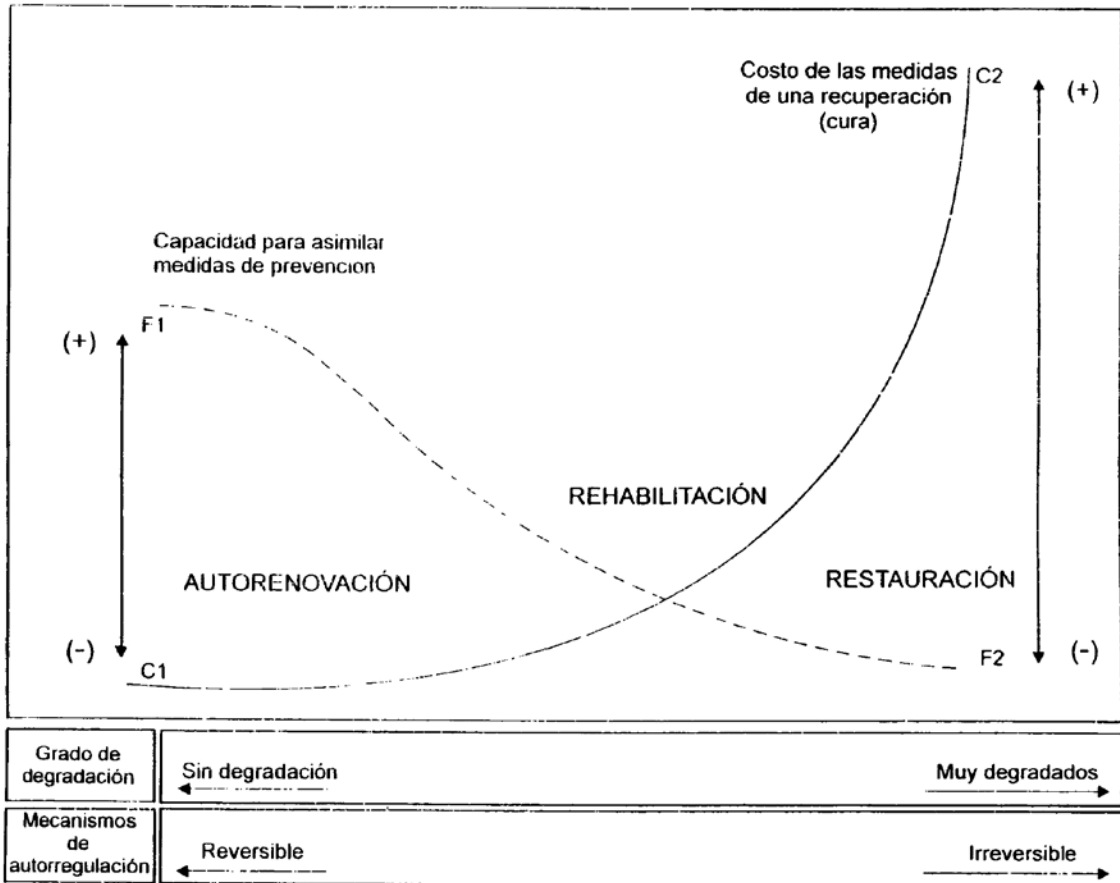 Costo de las medidas
de una recuperación
(cura)
C2
(+)
Capacidad para asimilar
medidas de prevencion
F1
(+)
REHABILITACIÓN
AUTORENOVACIÓN
RESTAURACIÓN
(-)
C1
F2
(-)
Grado de
degradación
Sin degradación
Muy degradados
Mecanismos
de
autorregulación
Reversible
Irreversible